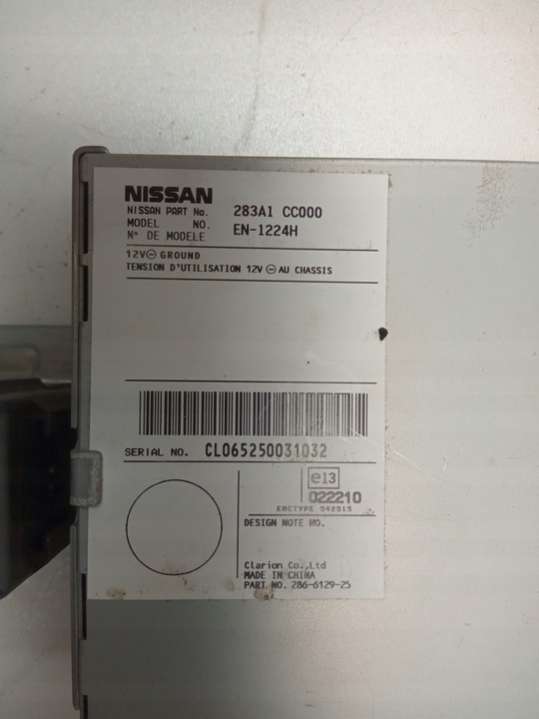 NISSAN
NISSAN PART No. 283A1 CC000
MODEL NO. EN-1224H
N° DE MODELE
12V⊖ GROUND
TENSION D'UTILISATION 12V ⊖ AU CHASSIS
SERIAL NO. CL065250031032
e13
022210
EMCTYPE 042515
DESIGN NOTE NO.
Clarion Co.,Ltd
MADE IN CHINA
PART NO. 286-6129-25